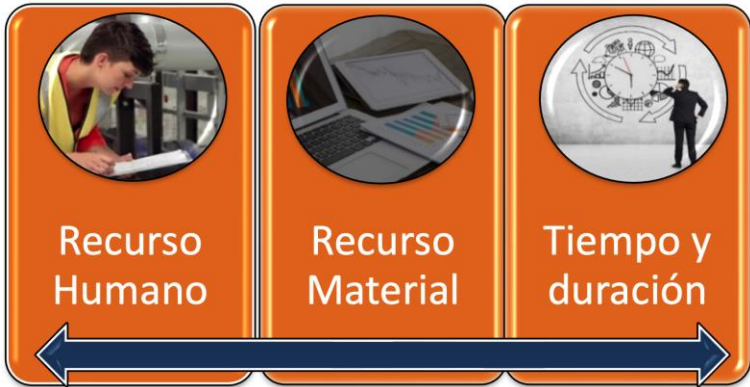 Recurso
Humano
Recurso
Material
Tiempo y
duración